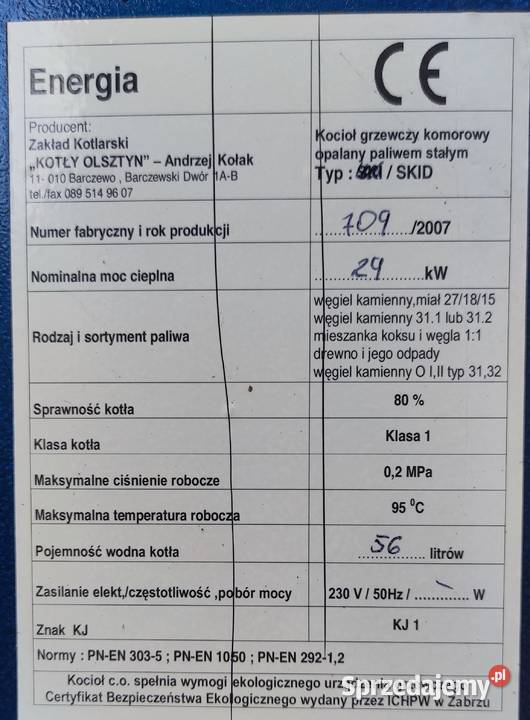 Energia
CE
Producent:
Zakład Kotlarski
„KOTŁY OLSZTYN" – Andrzej Kołak
11- 010 Barczewo , Barczewski Dwór 1A-B
tel./fax 089 514 96 07
Kocioł grzewczy komorowy
opalany paliwem stałym
Typ : / SKID
Numer fabryczny i rok produkcji
709 /2007
Nominalna moc cieplna
29 kW
Rodzaj i sortyment paliwa
węgiel kamienny,miał 27/18/15
węgiel kamienny 31.1 lub 31.2
mieszanka koksu i węgla 1:1
drewno i jego odpady
węgiel kamienny O I,II typ 31,32
Sprawność kotła
80 %
Klasa kotła
Klasa 1
Maksymalne ciśnienie robocze
0,2 MPa
Maksymalna temperatura robocza
95 ⁰C
Pojemność wodna kotła
56 litrów
Zasilanie elekt,/częstotliwość ,pobór mocy
230 V / 50Hz / ............. W
Znak KJ
KJ 1
Normy : PN-EN 303-5 ; PN-EN 1050 ; PN-EN 292-1,2
Kocioł c.o. spełnia wymogi ekologicznego
Certyfikat Bezpieczeństwa Ekologicznego wydany przez ICHPW w Zabrzu
Sprzedajemy.pl